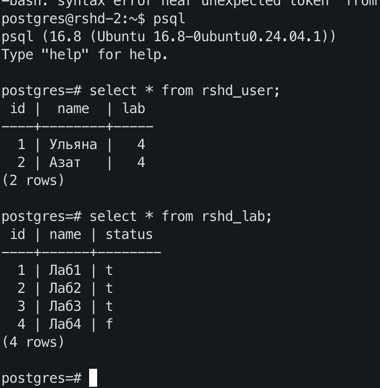 -bash: syntax error near unexpected token `from'
postgres@rshd-2:~$ psql
psql (16.8 (Ubuntu 16.8-0ubuntu0.24.04.1))
Type "help" for help.
postgres=# select * from rshd_user;
 id |  name  | lab
----+--------+-----
  1 | Ульяна |   4
  2 | Азат   |   4
(2 rows)
postgres=# select * from rshd_lab;
 id | name | status
----+------+--------
  1 | Лаб1 | t
  2 | Лаб2 | t
  3 | Лаб3 | t
  4 | Лаб4 | f
(4 rows)
postgres=#